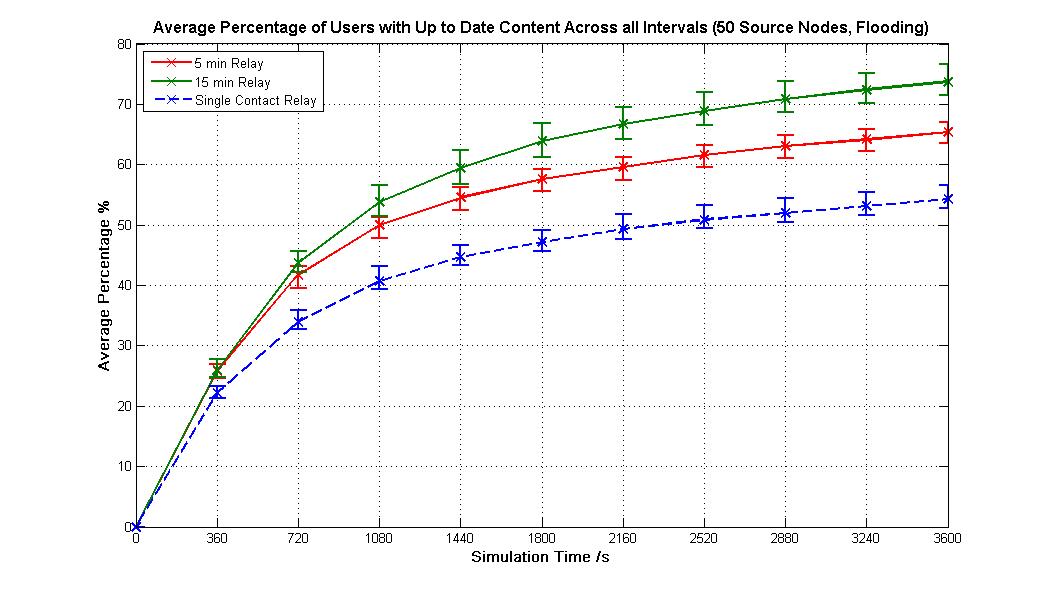 Average Percentage of Users with Up to Date Content Across all Intervals (50 Source Nodes, Flooding)
80
5 min Relay
15 min Relay
Single Contact Relay
70
60
50
40
30
20
10
0
Average Percentage %
0 360 720 1080 1440 1800 2160 2520 2880 3240 3600
Simulation Time /s